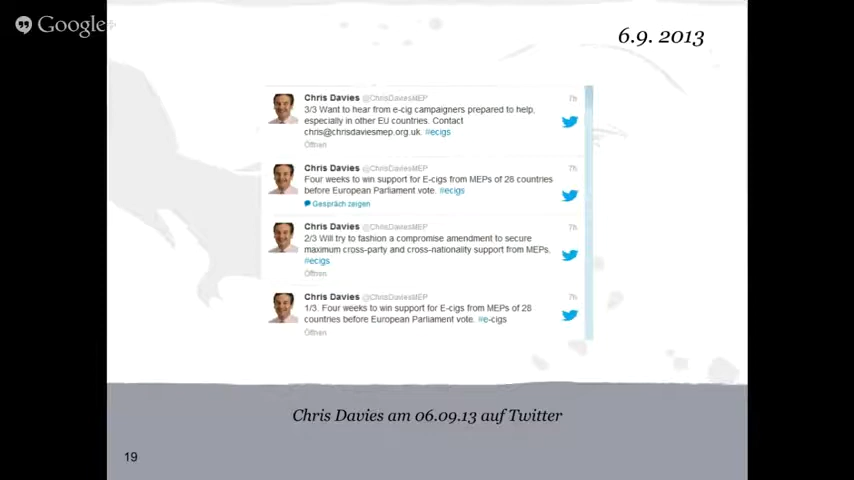 Google
6.9. 2013
Chris Davies @ChrisDaviesMEP 7h
3/3 Want to hear from e-cig campaigners prepared to help,
especially in other EU countries. Contact
chris@chrisdaviesmep.org.uk. #ecigs
Öffnen
Chris Davies @ChrisDaviesMEP 7h
Four weeks to win support for E-cigs from MEPs of 28 countries
before European Parliament vote. #ecigs
Gespräch zeigen
Chris Davies @ChrisDaviesMEP 7h
2/3 Will try to fashion a compromise amendment to secure
maximum cross-party and cross-nationality support from MEPs.
#ecigs
Öffnen
Chris Davies @ChrisDaviesMEP 7h
1/3. Four weeks to win support for E-cigs from MEPs of 28
countries before European Parliament vote. #e-cigs
Öffnen
Chris Davies am 06.09.13 auf Twitter
19